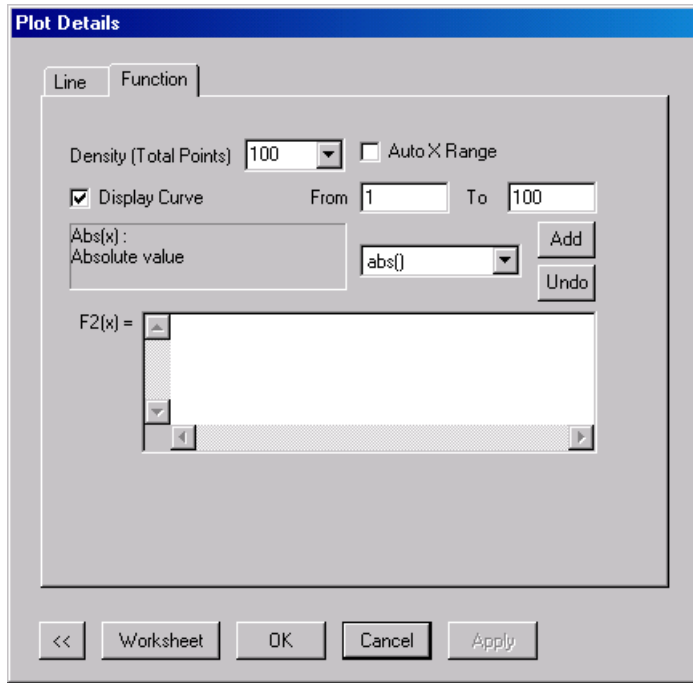 Plot Details
Line Function
Density (Total Points) 100 Auto X Range
Display Curve From 1 To 100
Abs(x) :
Absolute value
abs()
Add
Undo
F2(x) =
<< Worksheet OK Cancel Apply